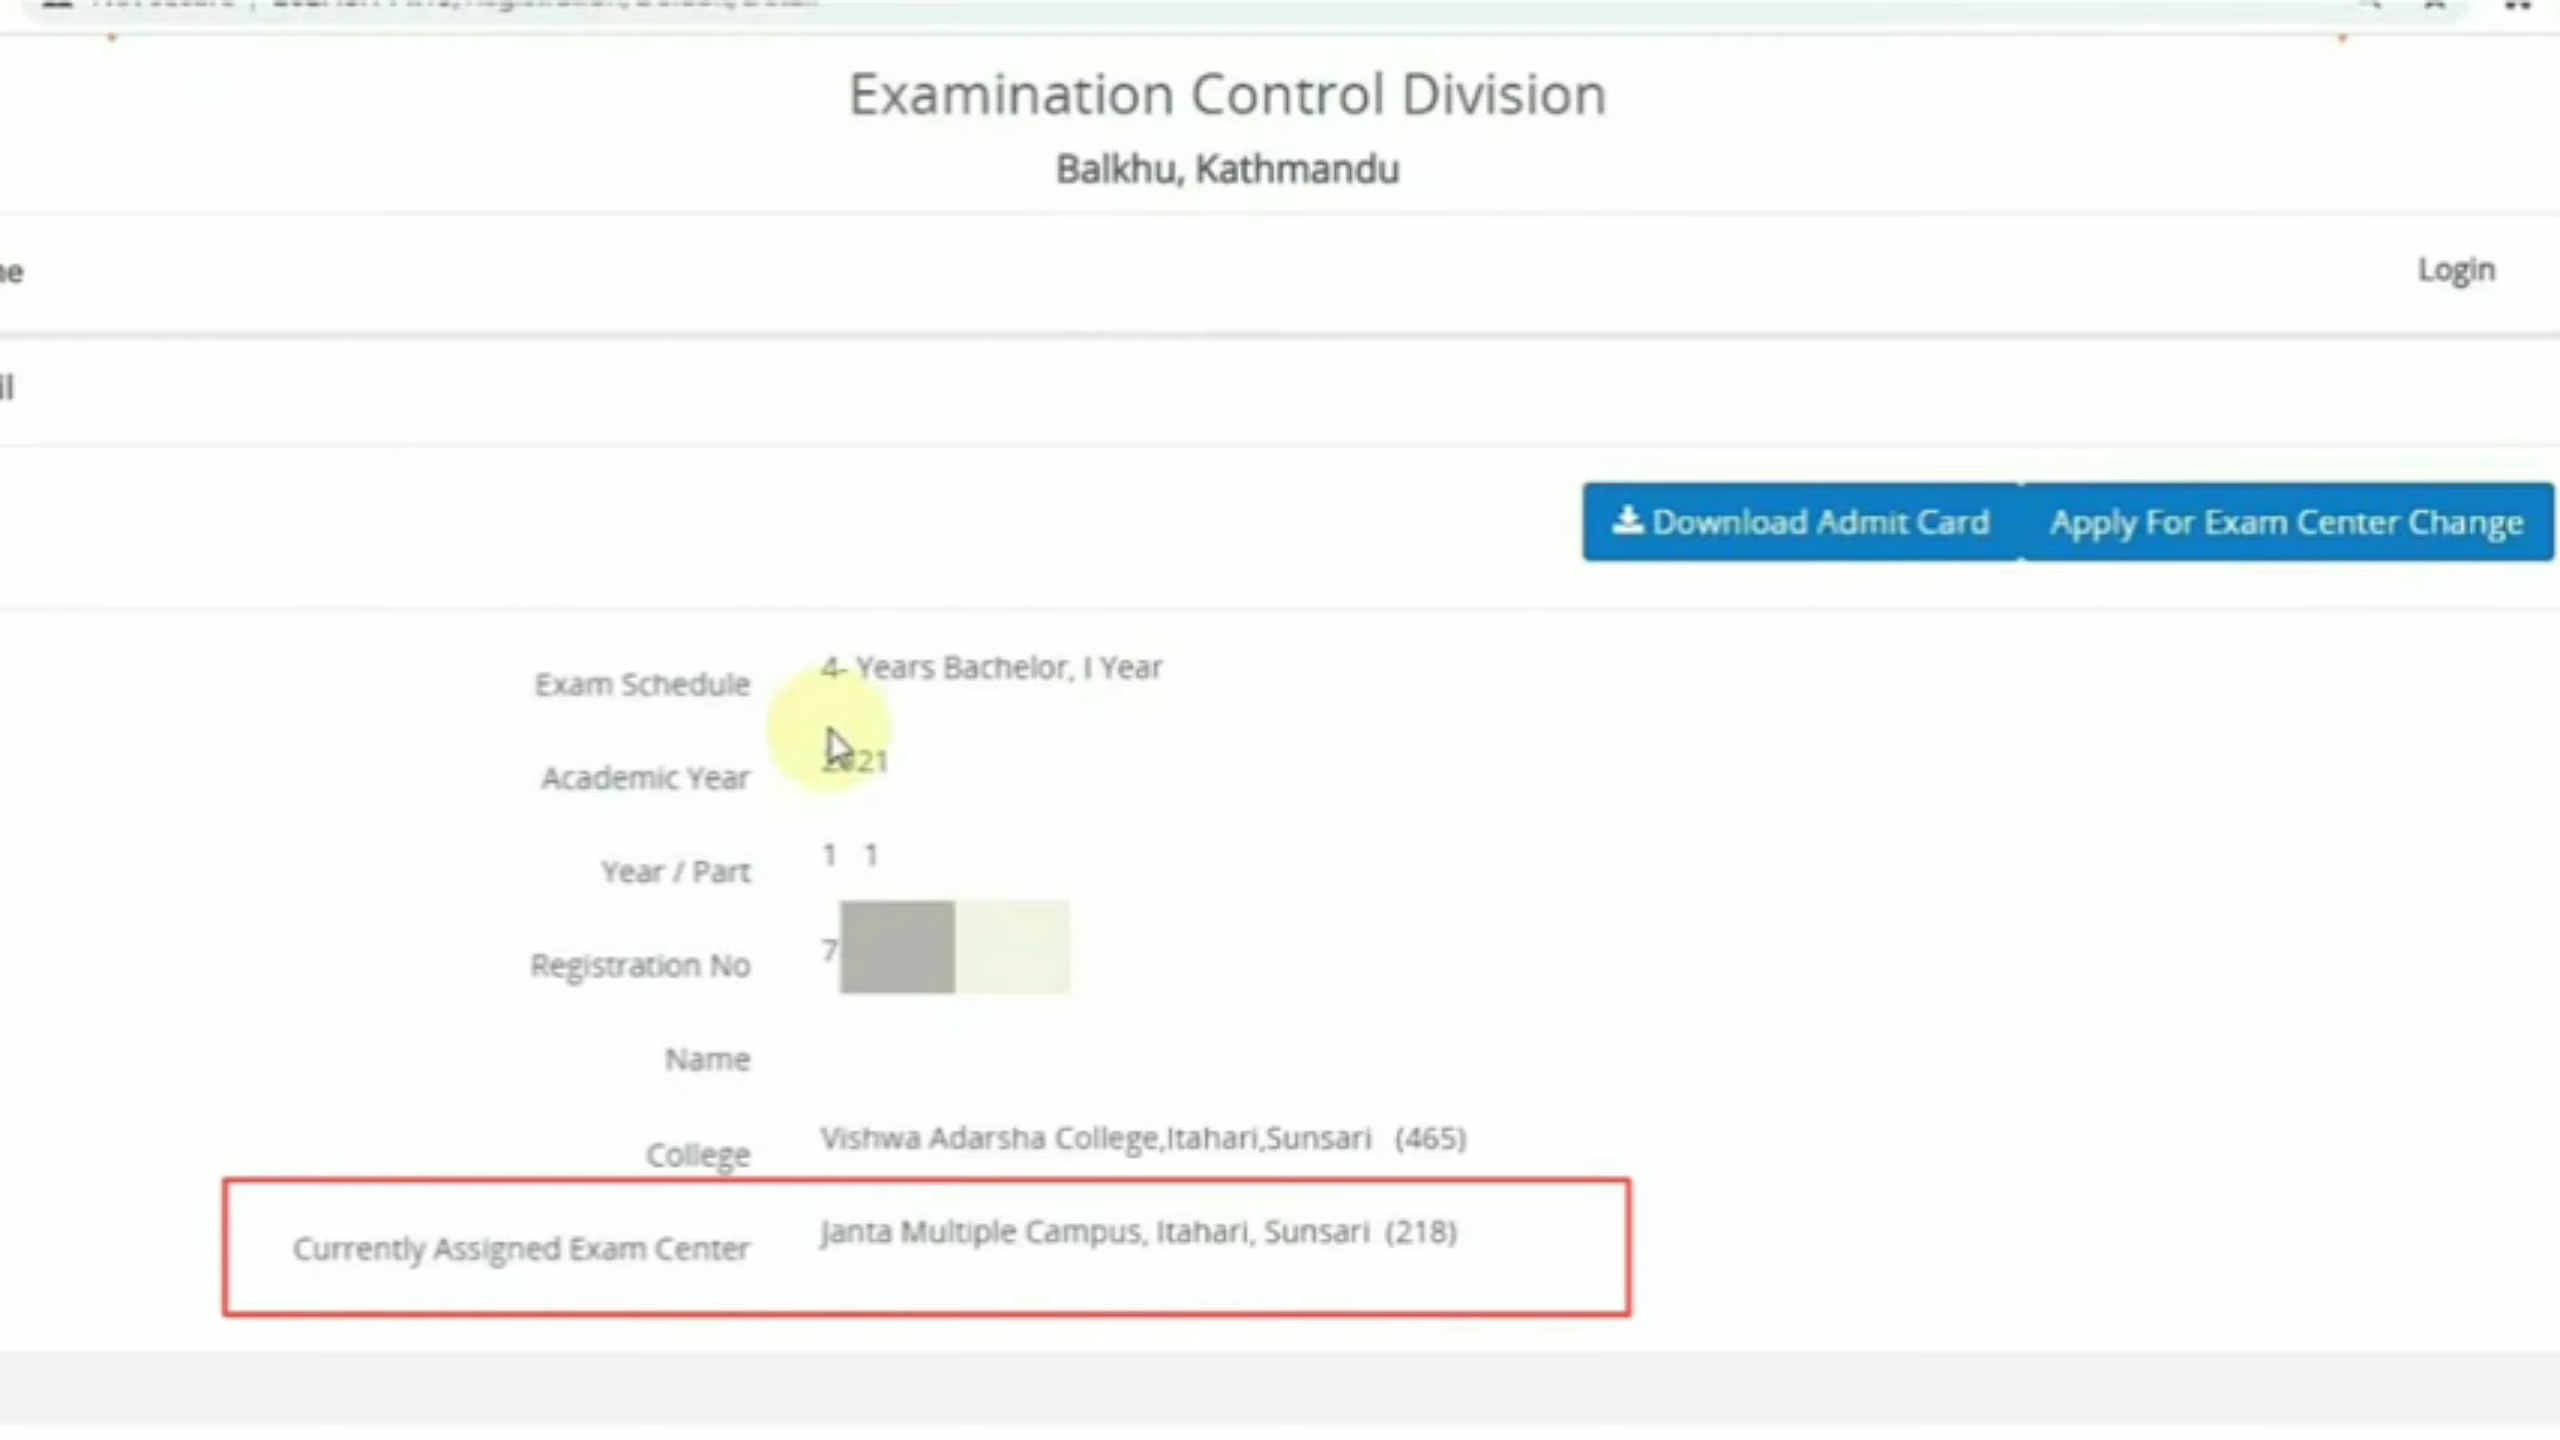 Examination Control Division
Balkhu, Kathmandu
Login
Download Admit Card Apply For Exam Center Change
Exam Schedule 4- Years Bachelor, I Year
Academic Year 2021
Year / Part 1 1
Registration No 7
Name
College Vishwa Adarsha College,Itahari,Sunsari (465)
Currently Assigned Exam Center Janta Multiple Campus, Itahari, Sunsari (218)